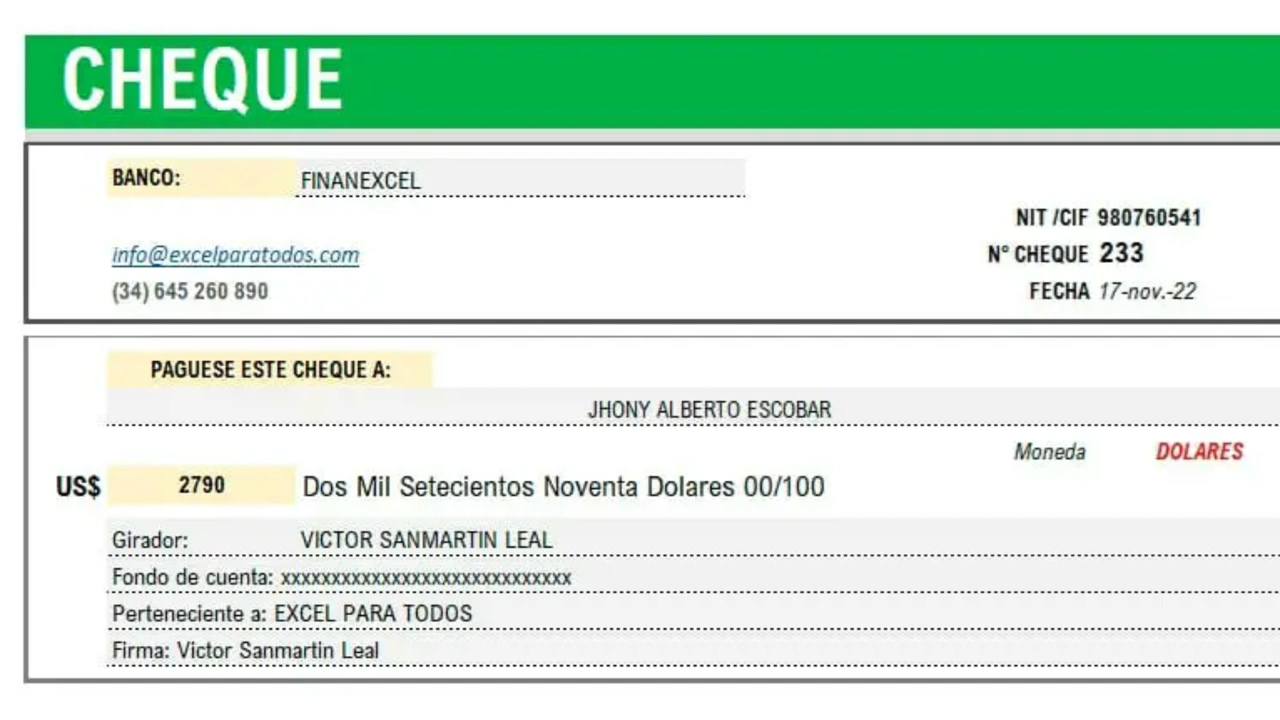 CHEQUE
BANCO: FINANEXCEL
NIT /CIF 980760541
info@excelparatodos.com
N° CHEQUE 233
(34) 645 260 890
FECHA 17-nov.-22
PAGUESE ESTE CHEQUE A:
JHONY ALBERTO ESCOBAR
Moneda DOLARES
US$ 2790 Dos Mil Setecientos Noventa Dolares 00/100
Girador: VICTOR SANMARTIN LEAL
Fondo de cuenta: xxxxxxxxxxxxxxxxxxxxxxxxxxxxx
Perteneciente a: EXCEL PARA TODOS
Firma: Victor Sanmartin Leal